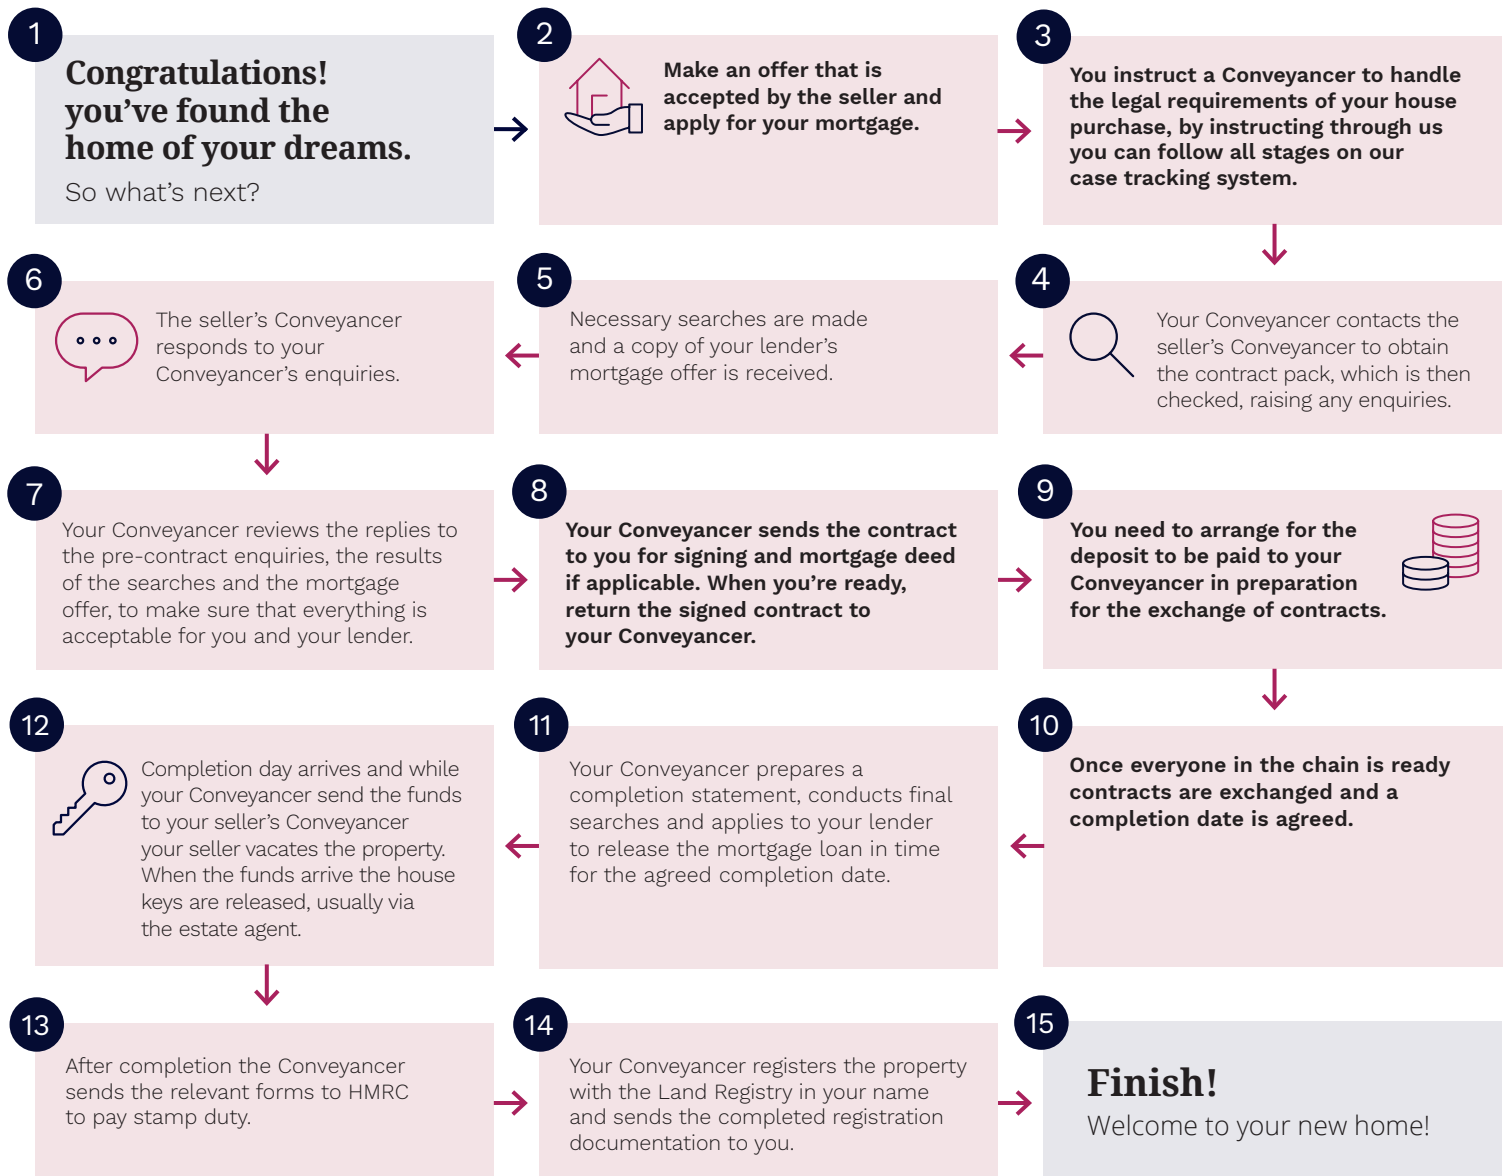 1
Congratulations!
you've found the
home of your dreams.
So what's next?
2
Make an offer that is
accepted by the seller and
apply for your mortgage.
3
You instruct a Conveyancer to handle
the legal requirements of your house
purchase, by instructing through us
you can follow all stages on our
case tracking system.
4
Your Conveyancer contacts the
seller's Conveyancer to obtain
the contract pack, which is then
checked, raising any enquiries.
5
Necessary searches are made
and a copy of your lender's
mortgage offer is received.
6
The seller's Conveyancer
responds to your
Conveyancer's enquiries.
7
Your Conveyancer reviews the replies to
the pre-contract enquiries, the results
of the searches and the mortgage
offer, to make sure that everything is
acceptable for you and your lender.
8
Your Conveyancer sends the contract
to you for signing and mortgage deed
if applicable. When you're ready,
return the signed contract to
your Conveyancer.
9
You need to arrange for the
deposit to be paid to your
Conveyancer in preparation
for the exchange of contracts.
10
Once everyone in the chain is ready
contracts are exchanged and a
completion date is agreed.
11
Your Conveyancer prepares a
completion statement, conducts final
searches and applies to your lender
to release the mortgage loan in time
for the agreed completion date.
12
Completion day arrives and while
your Conveyancer send the funds
to your seller's Conveyancer
your seller vacates the property.
When the funds arrive the house
keys are released, usually via
the estate agent.
13
After completion the Conveyancer
sends the relevant forms to HMRC
to pay stamp duty.
14
Your Conveyancer registers the property
with the Land Registry in your name
and sends the completed registration
documentation to you.
15
Finish!
Welcome to your new home!